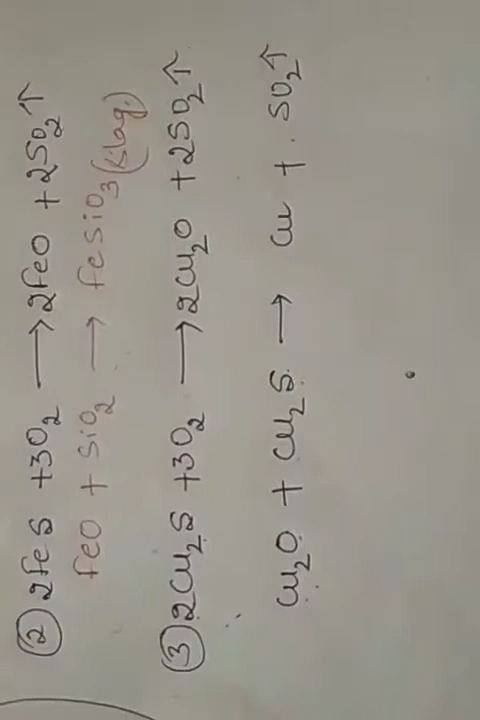 ② 2FeS + 3O₂ → 2FeO + 2SO₂↑
FeO + SiO₂ → FeSiO₃ (Slag.)
③ 2Cu₂S + 3O₂ → 2Cu₂O + 2SO₂↑
Cu₂O + Cu₂S → Cu + SO₂↑